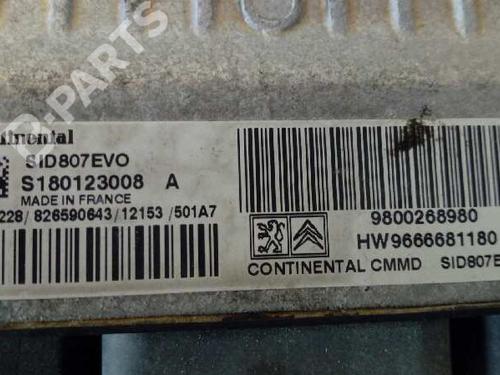 B-PARTS
ntinental
SID807EVO
S180123008 A
MADE IN FRANCE
228/ 826590643/12153 /501A7
9800268980
HW9666681180
CONTINENTAL CMMD SID807E